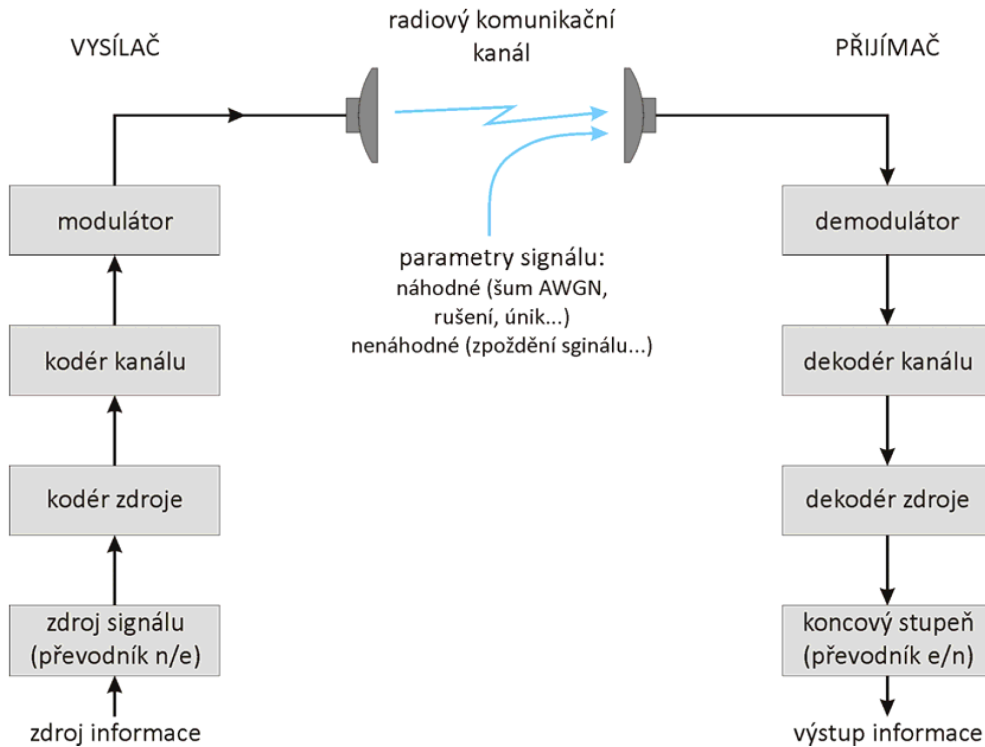 VYSÍLAČ
modulátor
kodér kanálu
kodér zdroje
zdroj signálu
(převodník n/e)
zdroj informace
radiový komunikační
kanál
parametry signálu:
náhodné (šum AWGN,
rušení, únik...)
nenáhodné (zpoždění sginálu...)
PŘIJÍMAČ
demodulátor
dekodér kanálu
dekodér zdroje
koncový stupeň
(převodník e/n)
výstup informace